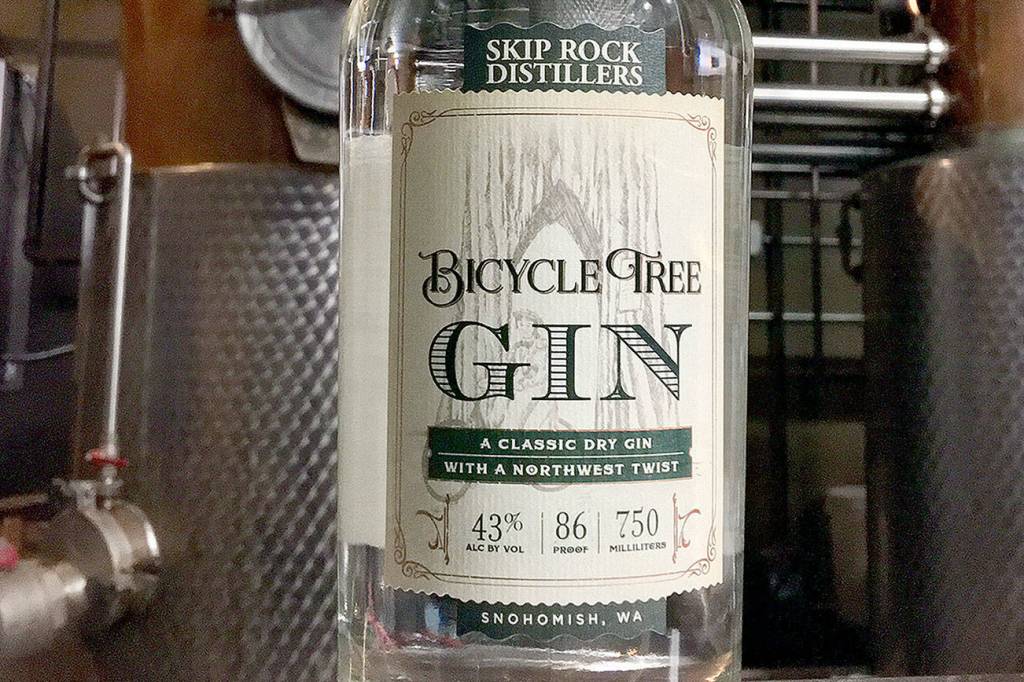 SKIP ROCK
DISTILLERS
BICYCLE TREE
GIN
A CLASSIC DRY GIN
WITH A NORTHWEST TWIST
43% 86 750
ALC BY VOL PROOF MILLILITERS
SNOHOMISH, WA